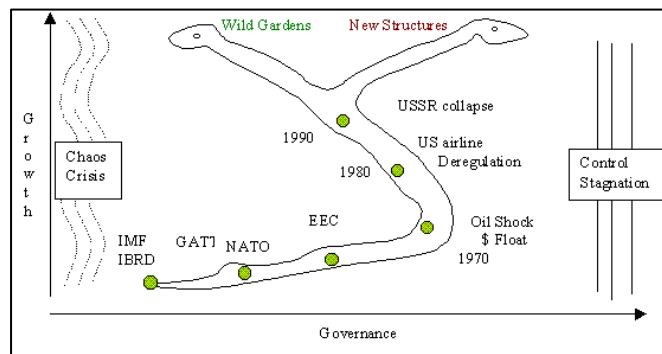 Wild Gardens
New Structures
Growth
USSR collapse
1990
US airline
Deregulation
1980
Chaos
Crisis
Control
Stagnation
EEC
Oil Shock
$ Float
1970
IMF
IBRD
GATT
NATO
Governance